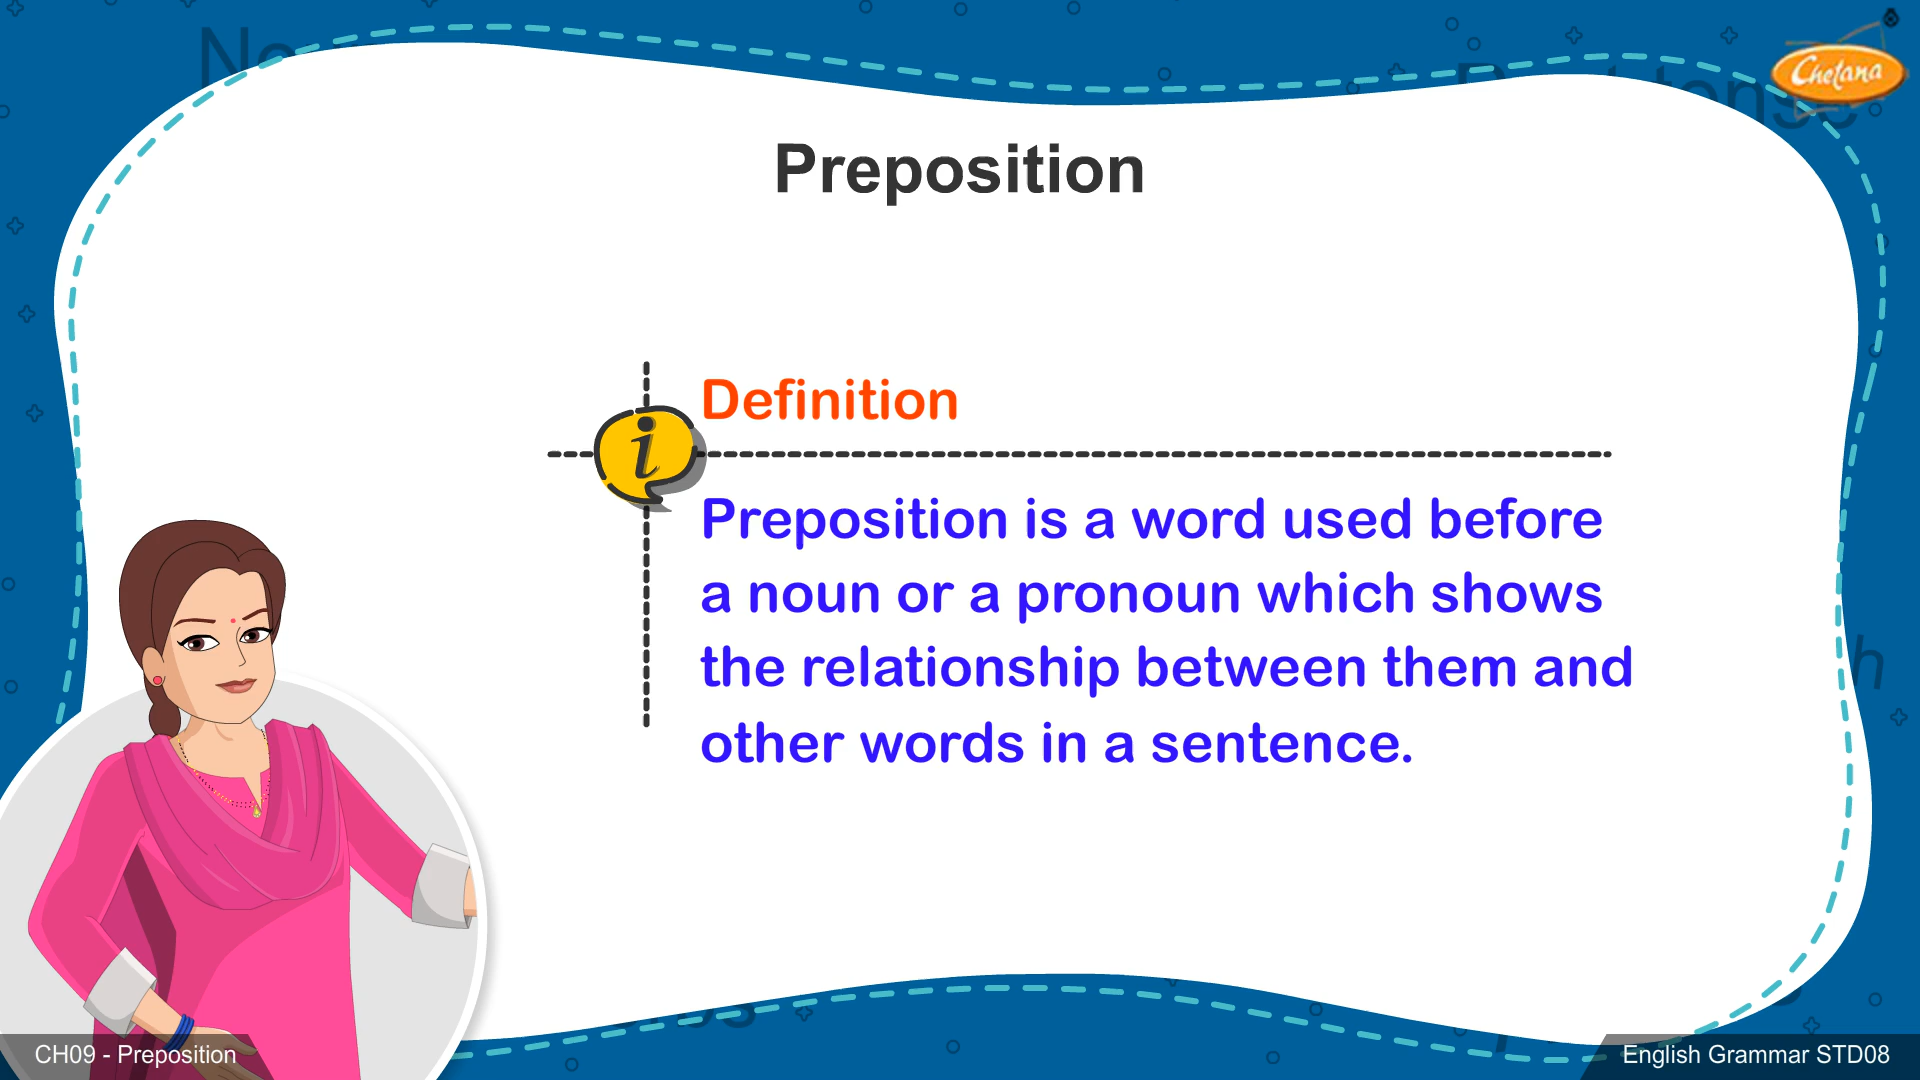 Chetana
Preposition
i
Definition
Preposition is a word used before
a noun or a pronoun which shows
the relationship between them and
other words in a sentence.
CH09 - Preposition
English Grammar STD08